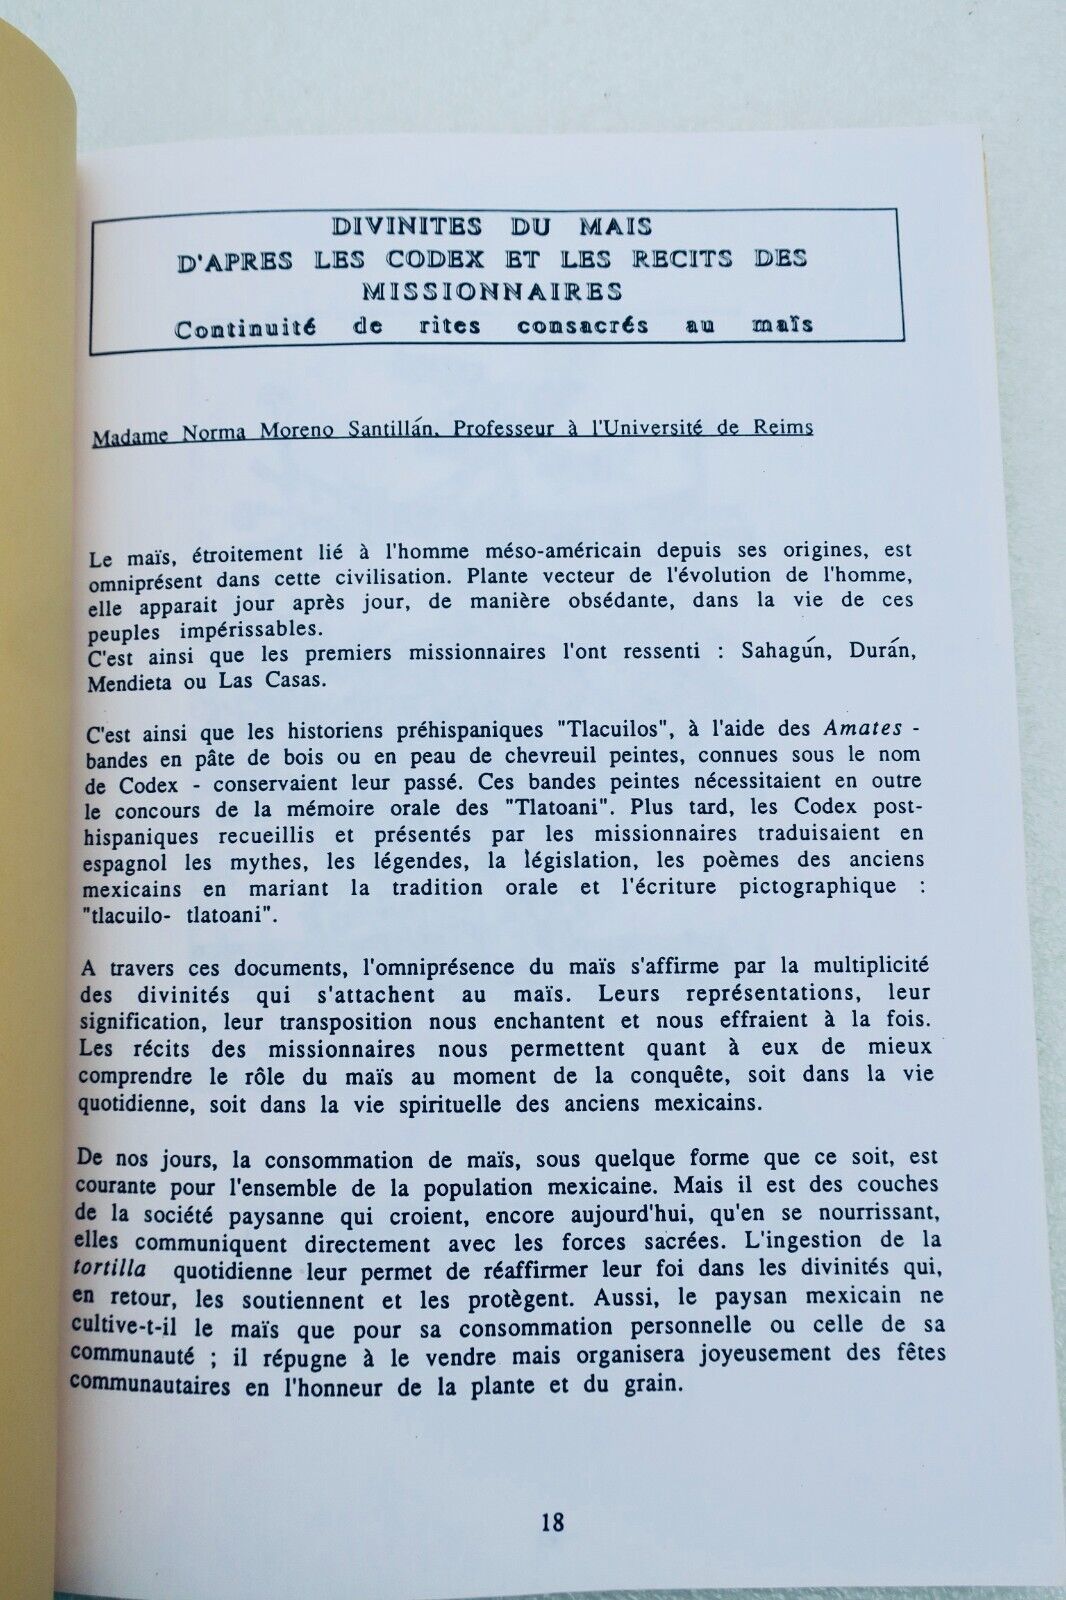 DIVINITES DU MAIS
D'APRES LES CODEX ET LES RECITS DES
MISSIONNAIRES
Continuité de rites consacrés au maïs
Madame Norma Moreno Santillán, Professeur à l'Université de Reims
Le maïs, étroitement lié à l'homme méso-américain depuis ses origines, est
omniprésent dans cette civilisation. Plante vecteur de l'évolution de l'homme,
elle apparait jour après jour, de manière obsédante, dans la vie de ces
peuples impérissables.
C'est ainsi que les premiers missionnaires l'ont ressenti : Sahagún, Durán,
Mendieta ou Las Casas.
C'est ainsi que les historiens préhispaniques "Tlacuilos", à l'aide des Amates -
bandes en pâte de bois ou en peau de chevreuil peintes, connues sous le nom
de Codex - conservaient leur passé. Ces bandes peintes nécessitaient en outre
le concours de la mémoire orale des "Tlatoani". Plus tard, les Codex post-
hispaniques recueillis et présentés par les missionnaires traduisaient en
espagnol les mythes, les légendes, la législation, les poèmes des anciens
mexicains en mariant la tradition orale et l'écriture pictographique :
"tlacuilo- tlatoani".
A travers ces documents, l'omniprésence du maïs s'affirme par la multiplicité
des divinités qui s'attachent au maïs. Leurs représentations, leur
signification, leur transposition nous enchantent et nous effraient à la fois.
Les récits des missionnaires nous permettent quant à eux de mieux
comprendre le rôle du maïs au moment de la conquête, soit dans la vie
quotidienne, soit dans la vie spirituelle des anciens mexicains.
De nos jours, la consommation de maïs, sous quelque forme que ce soit, est
courante pour l'ensemble de la population mexicaine. Mais il est des couches
de la société paysanne qui croient, encore aujourd'hui, qu'en se nourrissant,
elles communiquent directement avec les forces sacrées. L'ingestion de la
tortilla quotidienne leur permet de réaffirmer leur foi dans les divinités qui,
en retour, les soutiennent et les protègent. Aussi, le paysan mexicain ne
cultive-t-il le maïs que pour sa consommation personnelle ou celle de sa
communauté ; il répugne à le vendre mais organisera joyeusement des fêtes
communautaires en l'honneur de la plante et du grain.
18